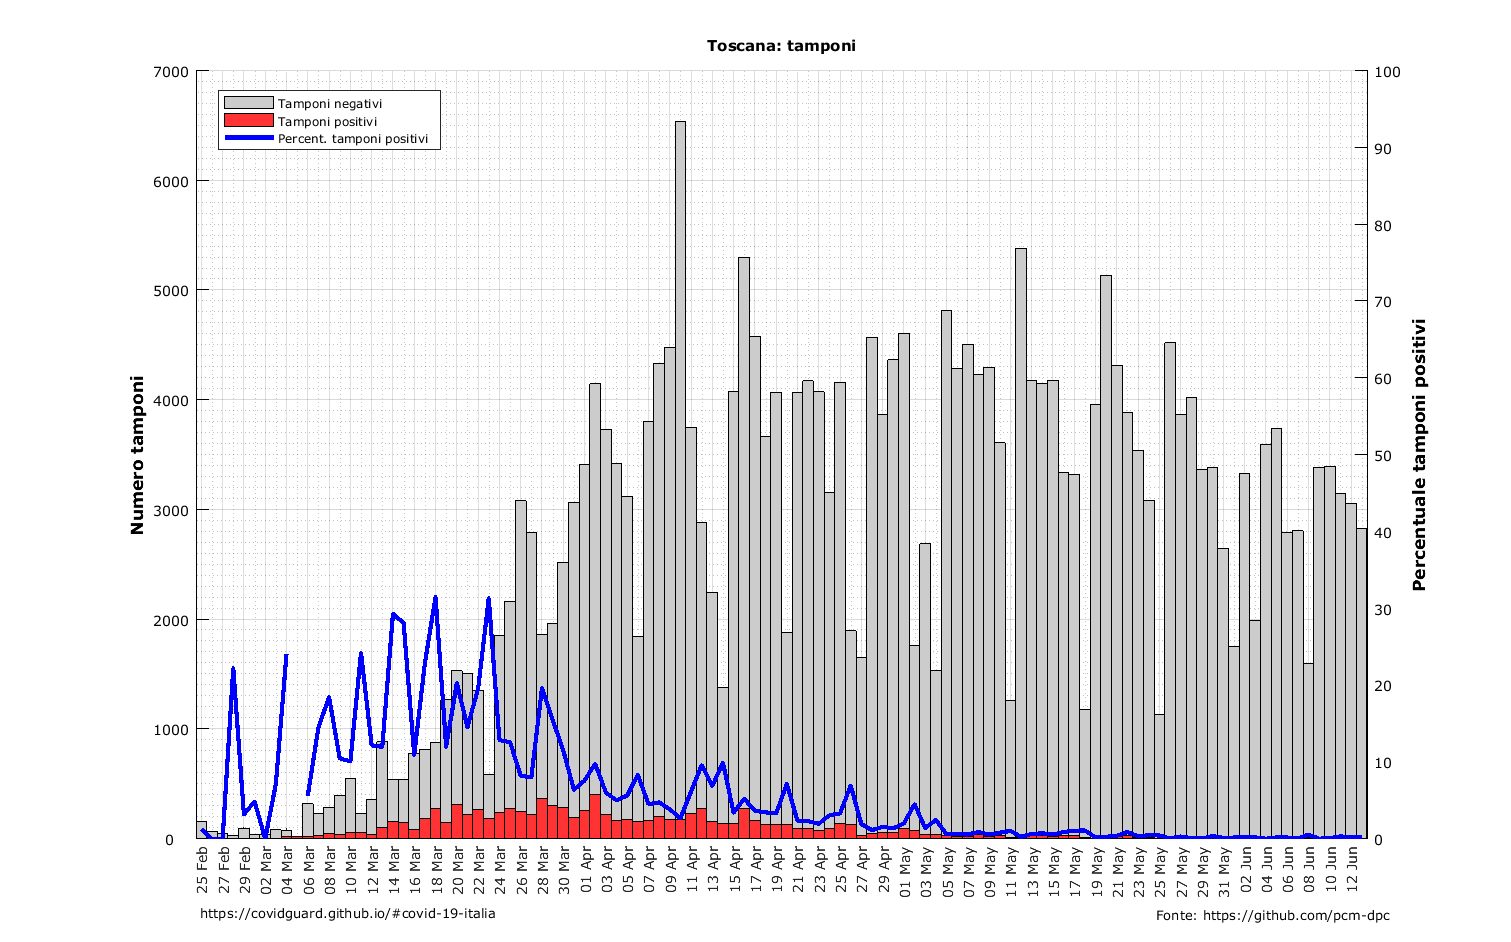 Toscana: tamponi
7000
6000
5000
4000
3000
2000
1000
0
100
90
80
70
60
50
40
30
20
10
0
Tamponi negativi
Tamponi positivi
Percent. tamponi positivi
Numero tamponi
Percentuale tamponi positivi
25 Feb
27 Feb
29 Feb
02 Mar
04 Mar
06 Mar
08 Mar
10 Mar
12 Mar
14 Mar
16 Mar
18 Mar
20 Mar
22 Mar
24 Mar
26 Mar
28 Mar
30 Mar
01 Apr
03 Apr
05 Apr
07 Apr
09 Apr
11 Apr
13 Apr
15 Apr
17 Apr
19 Apr
21 Apr
23 Apr
25 Apr
27 Apr
29 Apr
01 May
03 May
05 May
07 May
09 May
11 May
13 May
15 May
17 May
19 May
21 May
23 May
25 May
27 May
29 May
31 May
02 Jun
04 Jun
06 Jun
08 Jun
10 Jun
12 Jun
https://covidguard.github.io/#covid-19-italia
Fonte: https://github.com/pcm-dpc